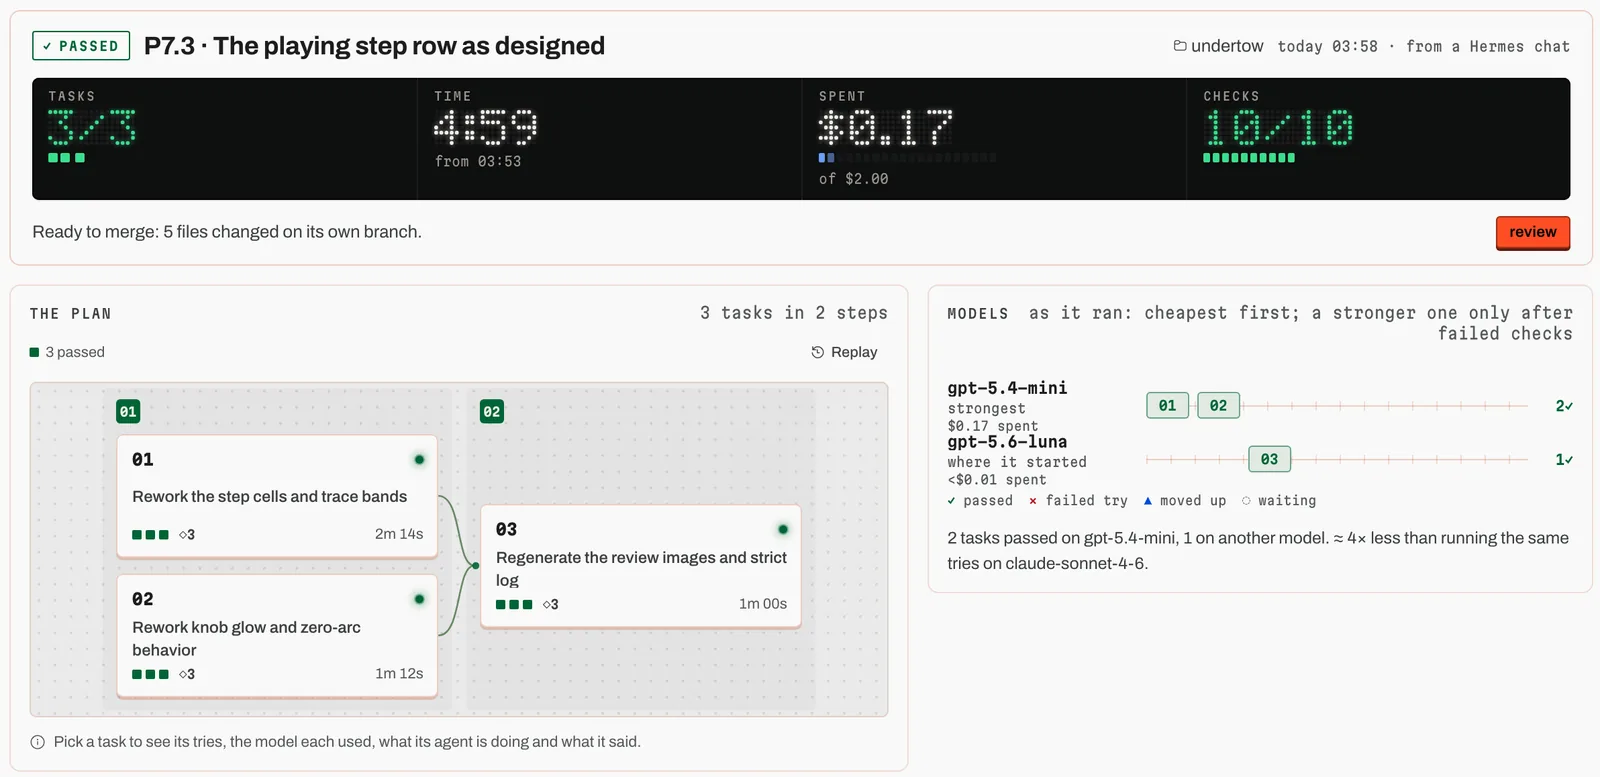 ✓ PASSED P7.3 · The playing step row as designed
undertow today 03:58 · from a Hermes chat
TASKS
3/3
TIME
4:59
from 03:53
SPENT
$0.17
of $2.00
CHECKS
10/10
Ready to merge: 5 files changed on its own branch.
review
THE PLAN
3 tasks in 2 steps
3 passed
Replay
01
01
Rework the step cells and trace bands
◇3 2m 14s
02
Rework knob glow and zero-arc
behavior
◇3 1m 12s
02
03
Regenerate the review images and strict
log
◇3 1m 00s
Pick a task to see its tries, the model each used, what its agent is doing and what it said.
MODELS as it ran: cheapest first; a stronger one only after
failed checks
gpt-5.4-mini
strongest
$0.17 spent
01 02 2✓
gpt-5.6-luna
where it started
<$0.01 spent
03 1✓
✓ passed × failed try ▲ moved up ◌ waiting
2 tasks passed on gpt-5.4-mini, 1 on another model. ≈ 4× less than running the same
tries on claude-sonnet-4-6.